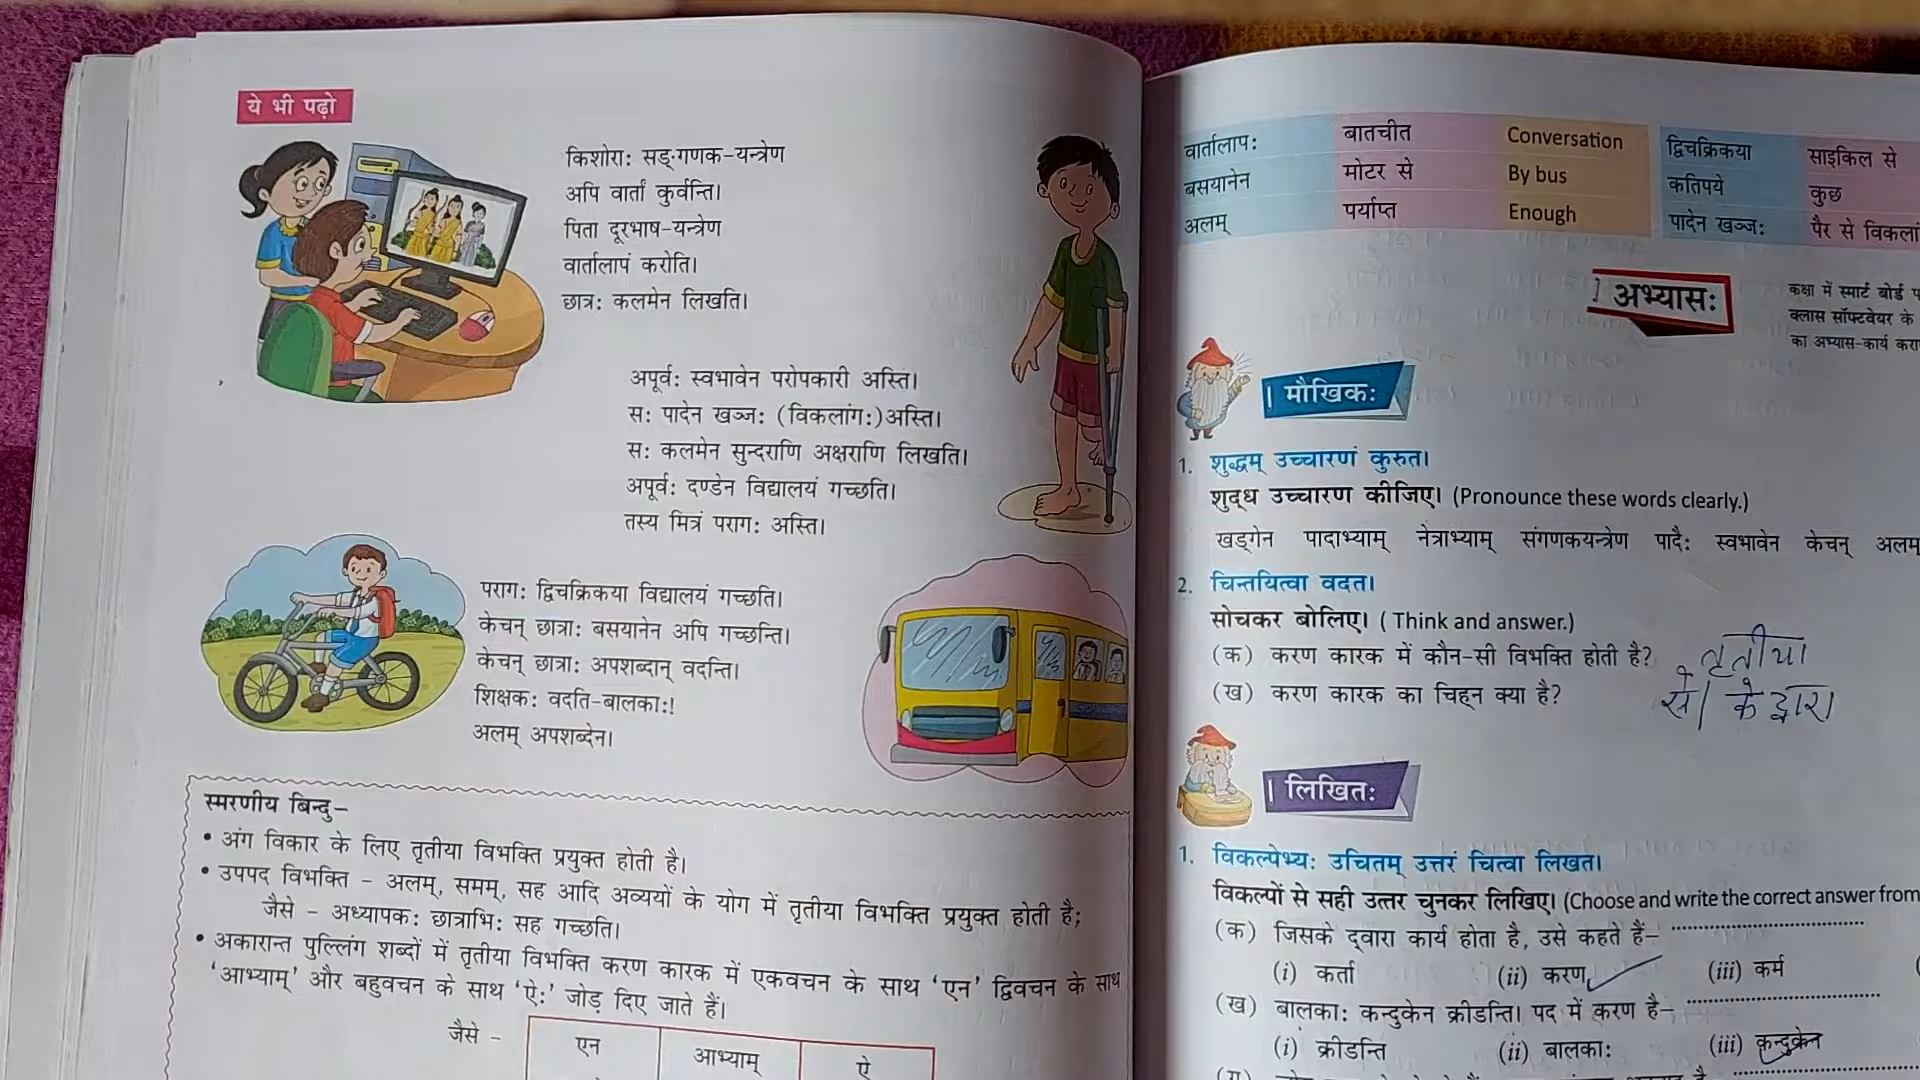 ये भी पढ़ो
किशोराः सङ्गणक-यन्त्रेण
अपि वार्तां कुर्वन्ति।
पिता दूरभाष-यन्त्रेण
वार्तालापं करोति।
छात्रः कलमेन लिखति।
अपूर्वः स्वभावेन परोपकारी अस्ति।
सः पादेन खञ्जः (विकलांगः)अस्ति।
सः कलमेन सुन्दराणि अक्षराणि लिखति।
अपूर्वः दण्डेन विद्यालयं गच्छति।
तस्य मित्रं परागः अस्ति।
परागः द्विचक्रिकया विद्यालयं गच्छति।
केचन् छात्राः बसयानेन अपि गच्छन्ति।
केचन् छात्राः अपशब्दान् वदन्ति।
शिक्षकः वदति-बालकाः!
अलम् अपशब्देन।
स्मरणीय बिन्दु–
• अंग विकार के लिए तृतीया विभक्ति प्रयुक्त होती है।
• उपपद विभक्ति – अलम्, समम्, सह आदि अव्ययों के योग में तृतीया विभक्ति प्रयुक्त होती है;
जैसे – अध्यापकः छात्राभिः सह गच्छति।
• अकारान्त पुल्लिंग शब्दों में तृतीया विभक्ति करण कारक में एकवचन के साथ ‘एन’ द्विवचन के साथ
‘आभ्याम्’ और बहुवचन के साथ ‘ऐः’ जोड़ दिए जाते हैं।
जैसे – एन आभ्याम् ऐ
वार्तालापः बातचीत Conversation द्विचक्रिकया साइकिल से
बसयानेन मोटर से By bus कतिपये कुछ
अलम् पर्याप्त Enough पादेन खञ्जः पैर से
अभ्यासः
कक्षा में स्मार्ट बोर्ड
क्लास सॉफ्टवेयर के
का अभ्यास-कार्य
मौखिकः
1. शुद्धम् उच्चारणं कुरुत।
शुद्ध उच्चारण कीजिए। (Pronounce these words clearly.)
खड्गेन पादाभ्याम् नेत्राभ्याम् संगणकयन्त्रेण पादैः स्वभावेन केचन् अलम्
2. चिन्तयित्वा वदत।
सोचकर बोलिए। ( Think and answer.)
(क) करण कारक में कौन-सी विभक्ति होती है? तृतीया
(ख) करण कारक का चिह्न क्या है? से। के द्वारा
लिखितः
1. विकल्पेभ्यः उचितम् उत्तरं चित्वा लिखत।
विकल्पों से सही उत्तर चुनकर लिखिए। (Choose and write the correct answer from
(क) जिसके द्वारा कार्य होता है, उसे कहते हैं–
(i) कर्ता (ii) करण (iii) कर्म
(ख) बालकाः कन्दुकेन क्रीडन्ति। पद में करण है–
(i) क्रीडन्ति (ii) बालकाः (iii) कन्दुकेन